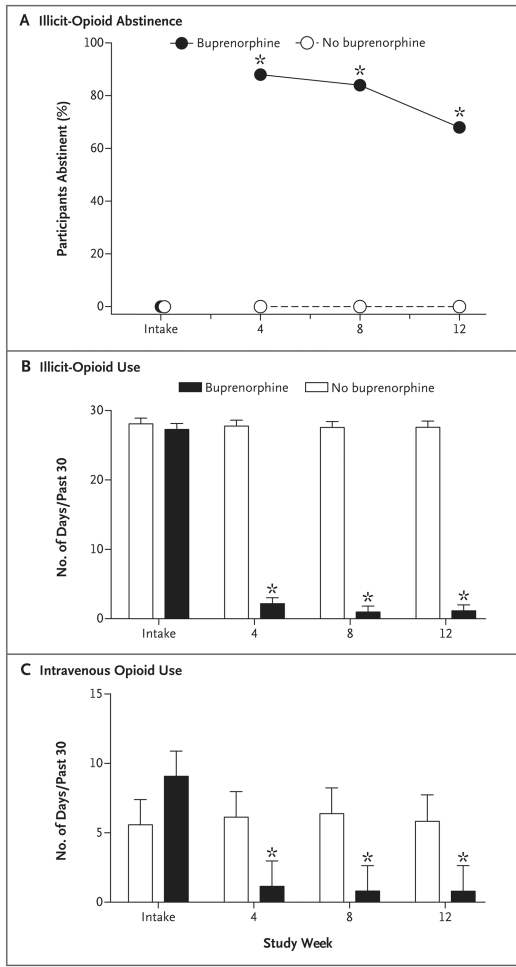 A Illicit-Opioid Abstinence
Buprenorphine No buprenorphine
Participants Abstinent (%)
100
80
60
40
20
0
*
*
*
Intake 4 8 12
B Illicit-Opioid Use
Buprenorphine No buprenorphine
No. of Days/Past 30
30
20
10
0
*
*
*
Intake 4 8 12
C Intravenous Opioid Use
No. of Days/Past 30
15
10
5
0
*
*
*
Intake 4 8 12
Study Week